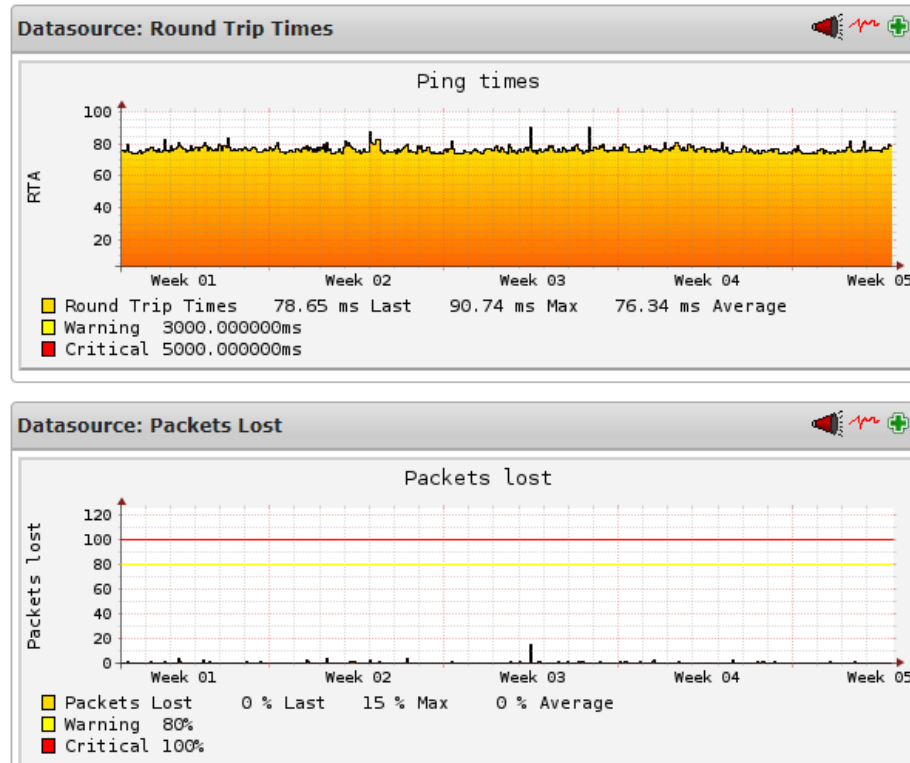 Datasource: Round Trip Times
Ping times
100
80
60
40
20
RTA
Week 01 Week 02 Week 03 Week 04 Week 05
Round Trip Times 78.65 ms Last 90.74 ms Max 76.34 ms Average
Warning 3000.000000ms
Critical 5000.000000ms
Datasource: Packets Lost
Packets lost
120
100
80
60
40
20
0
Packets lost
Week 01 Week 02 Week 03 Week 04 Week 05
Packets Lost 0 % Last 15 % Max 0 % Average
Warning 80%
Critical 100%